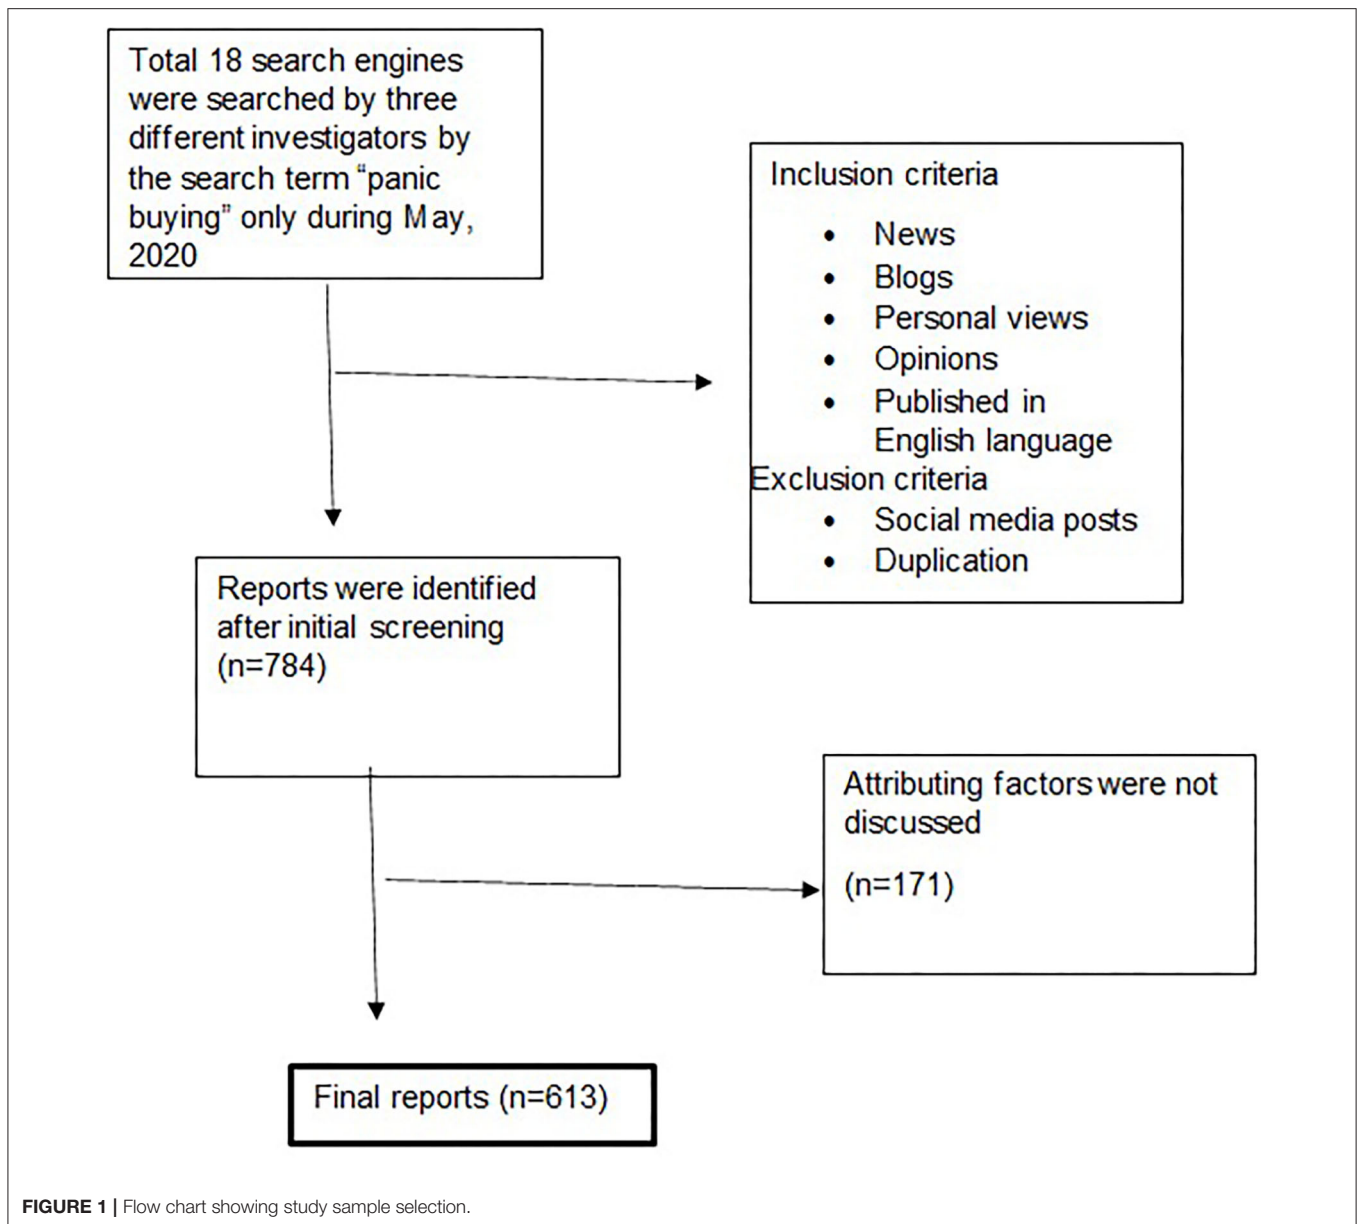 Total 18 search engines
were searched by three
different investigators by
the search term “panic
buying” only during May,
2020
Inclusion criteria
• News
• Blogs
• Personal views
• Opinions
• Published in
English language
Exclusion criteria
• Social media posts
• Duplication
Reports were identified
after initial screening
(n=784)
Attributing factors were not
discussed
(n=171)
Final reports (n=613)
FIGURE 1 | Flow chart showing study sample selection.